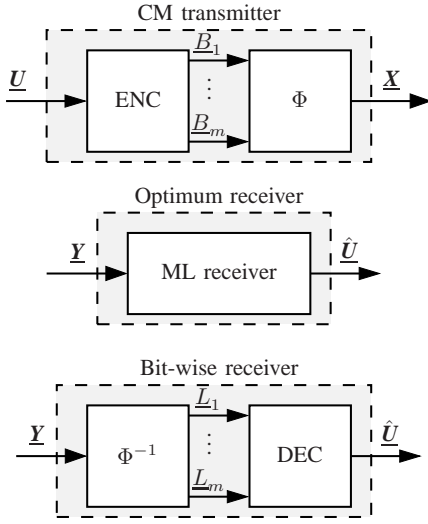 CM transmitter
U ENC B₁ ⋮ Bₘ Φ X
Optimum receiver
Y ML receiver Û
Bit-wise receiver
Y Φ⁻¹ L₁ ⋮ Lₘ DEC Û